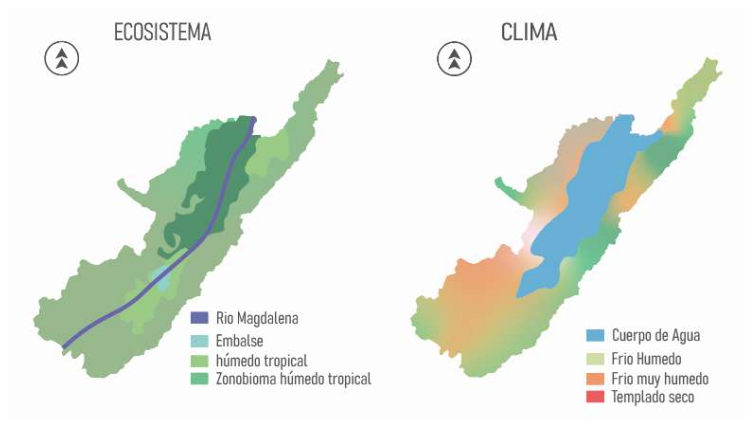 ECOSISTEMA
Rio Magdalena
Embalse
húmedo tropical
Zonobioma húmedo tropical
CLIMA
Cuerpo de Agua
Frio Humedo
Frio muy humedo
Templado seco